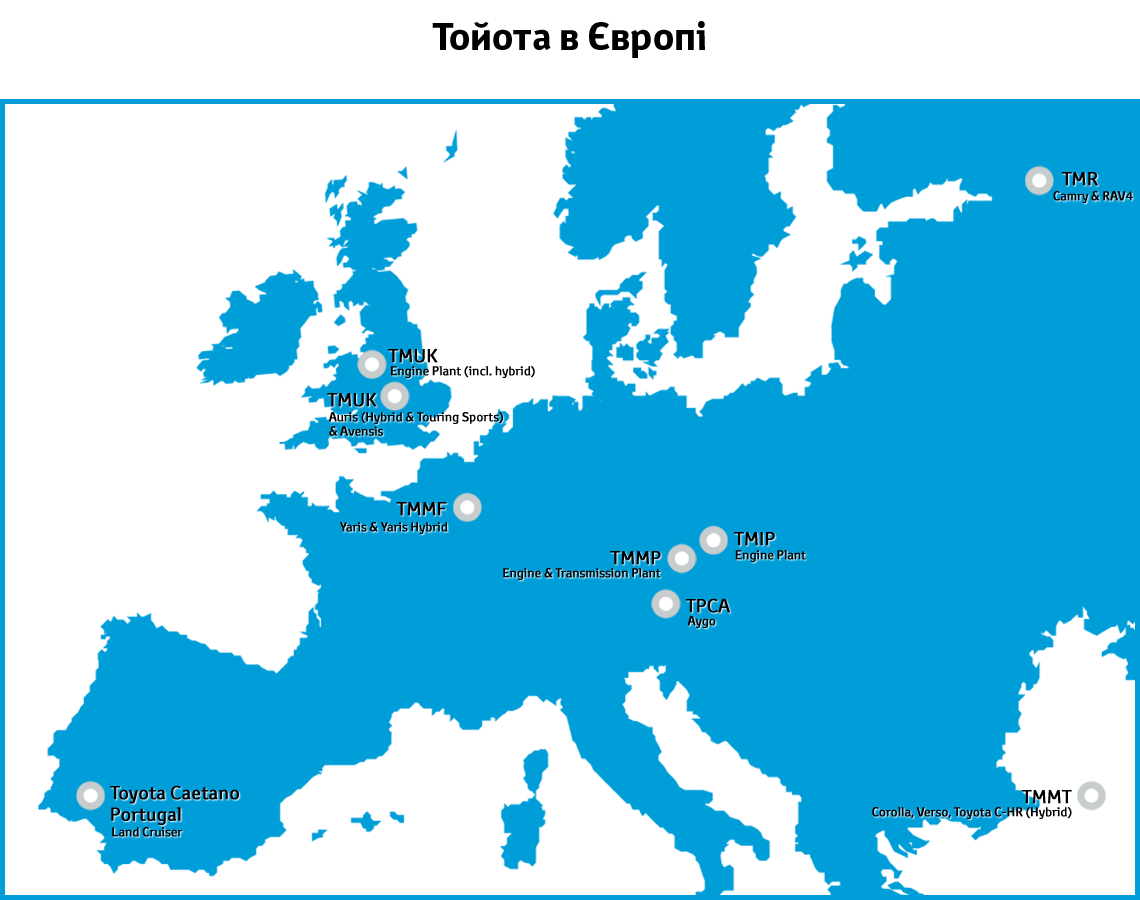 Тойота в Європі
TMR
Camry & RAV4
TMUK
Engine Plant (incl. hybrid)
TMUK
Auris (Hybrid & Touring Sports)
& Avensis
TMMF
Yaris & Yaris Hybrid
TMIP
Engine Plant
TMMP
Engine & Transmission Plant
TPCA
Aygo
Toyota Caetano
Portugal
Land Cruiser
TMMT
Corolla, Verso, Toyota C-HR (Hybrid)